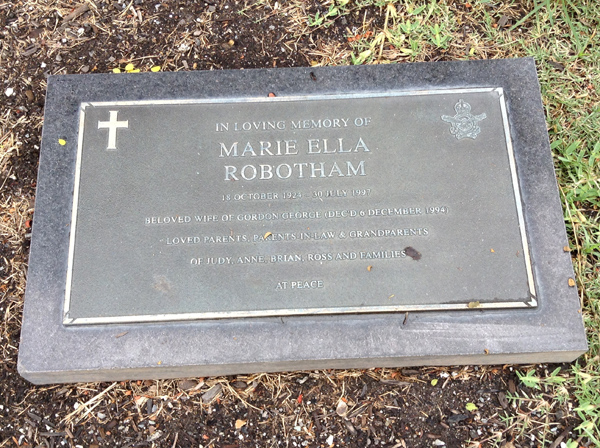 IN LOVING MEMORY OF
MARIE ELLA
ROBOTHAM
18 OCTOBER 1924 - 30 JULY 1997
BELOVED WIFE OF GORDON GEORGE (DEC'D 6 DECEMBER 1994)
LOVED PARENTS, PARENTS-IN-LAW & GRANDPARENTS
OF JUDY, ANNE, BRIAN, ROSS AND FAMILIES
AT PEACE